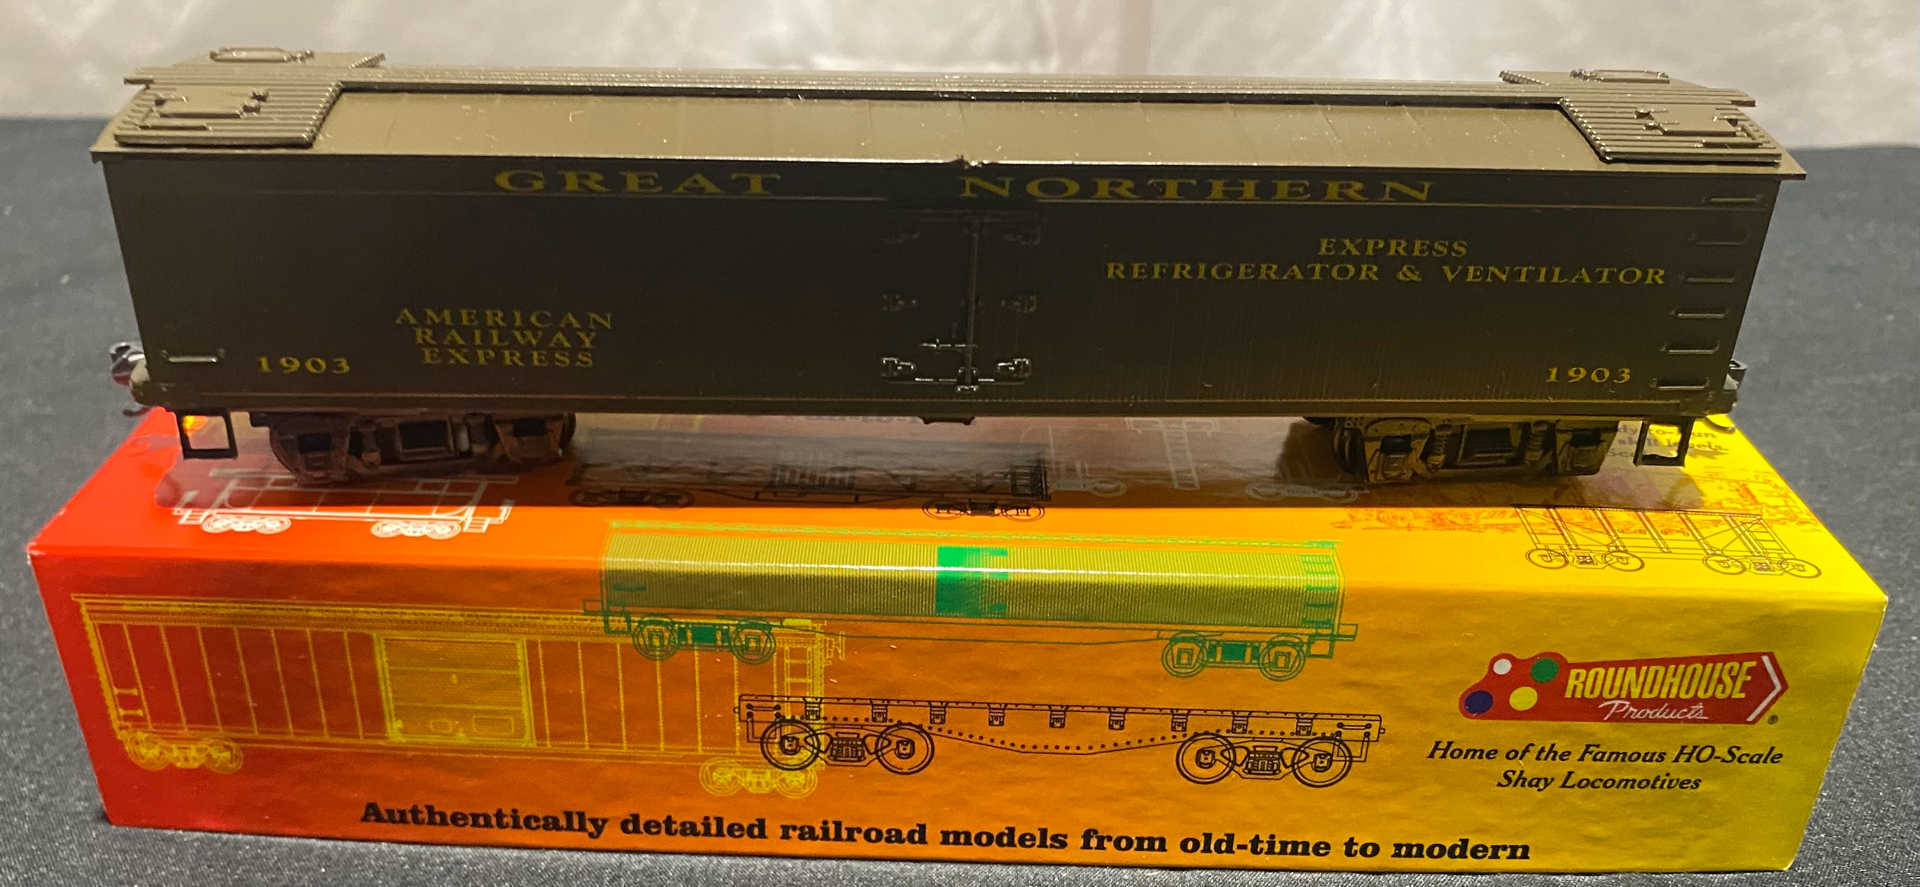 GREAT NORTHERN
EXPRESS
REFRIGERATOR & VENTILATOR
AMERICAN
RAILWAY
EXPRESS
1903
1903
ROUNDHOUSE
Products
Home of the Famous HO-Scale
Shay Locomotives
Authentically detailed railroad models from old-time to modern